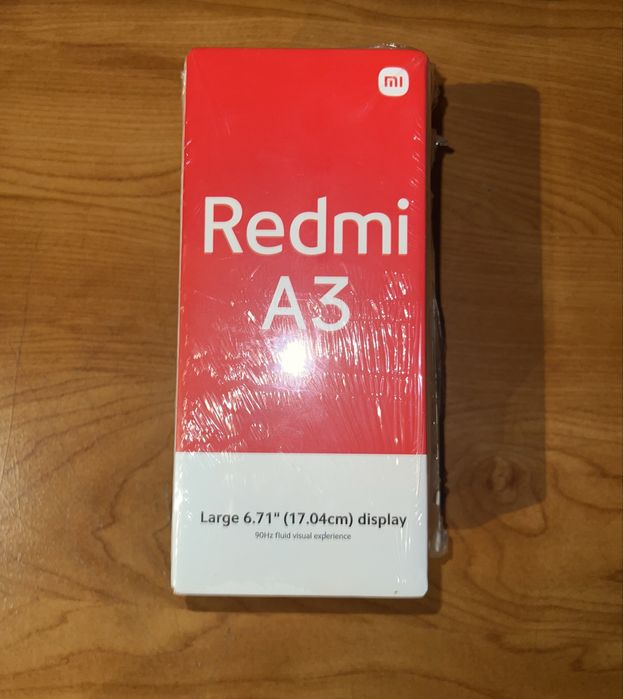 mi
Redmi
A3
Large 6.71" (17.04cm) display
90Hz fluid visual experience